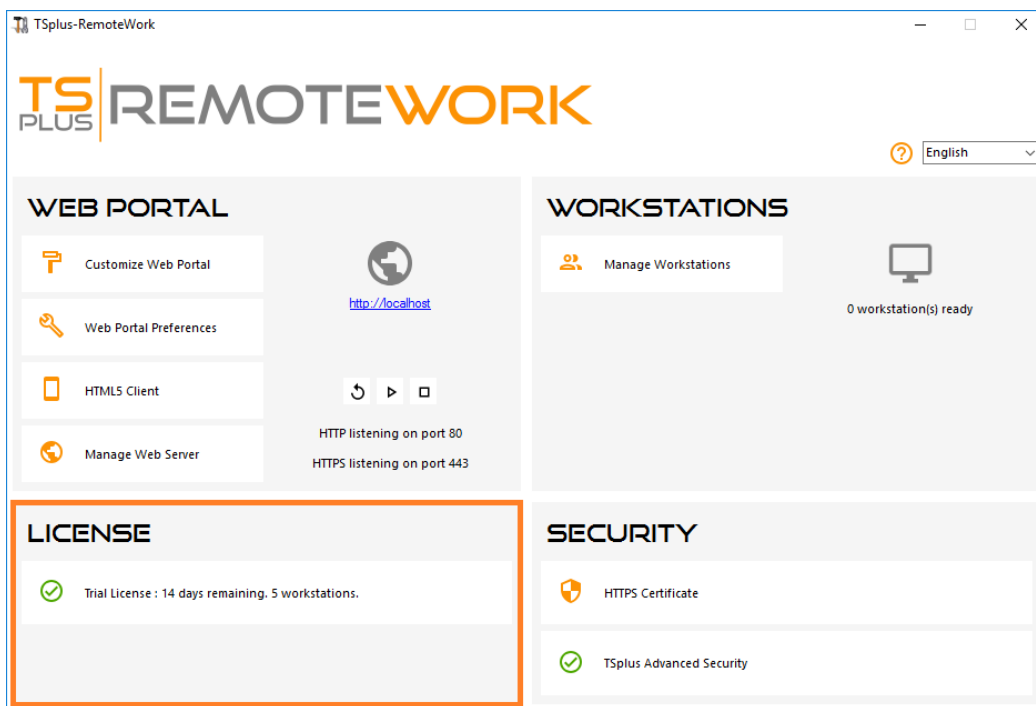 TSplus-RemoteWork
TS PLUS REMOTEWORK
English
WEB PORTAL
Customize Web Portal
Web Portal Preferences
HTML5 Client
Manage Web Server
http://localhost
HTTP listening on port 80
HTTPS listening on port 443
WORKSTATIONS
Manage Workstations
0 workstation(s) ready
LICENSE
Trial License : 14 days remaining. 5 workstations.
SECURITY
HTTPS Certificate
TSplus Advanced Security